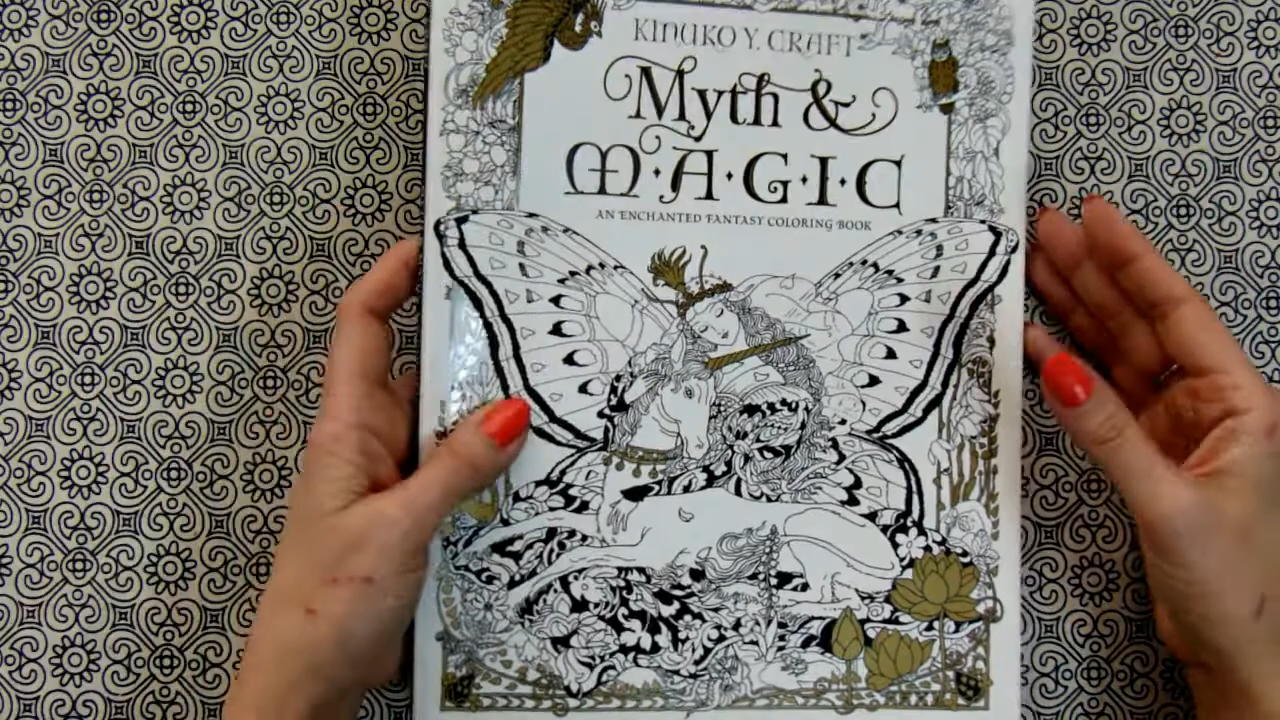 KINUKO Y. CRAFT
Myth &
M·A·G·I·C
AN ENCHANTED FANTASY COLORING BOOK